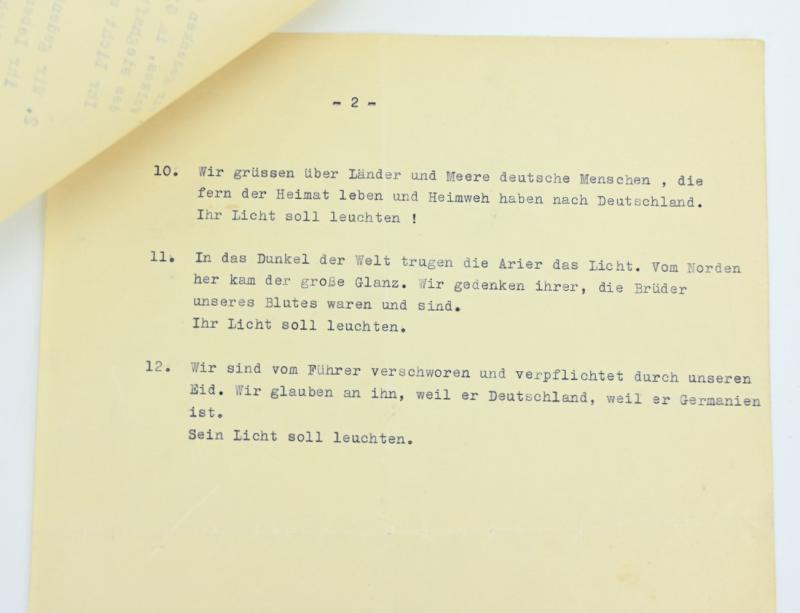 - 2 -
10. Wir grüssen über Länder und Meere deutsche Menschen , die
fern der Heimat leben und Heimweh haben nach Deutschland.
Ihr Licht soll leuchten !
11. In das Dunkel der Welt trugen die Arier das Licht. Vom Norden
her kam der große Glanz. Wir gedenken ihrer, die Brüder
unseres Blutes waren und sind.
Ihr Licht soll leuchten.
12. Wir sind vom Führer verschworen und verpflichtet durch unseren
Eid. Wir glauben an ihn, weil er Deutschland, weil er Germanien
ist.
Sein Licht soll leuchten.